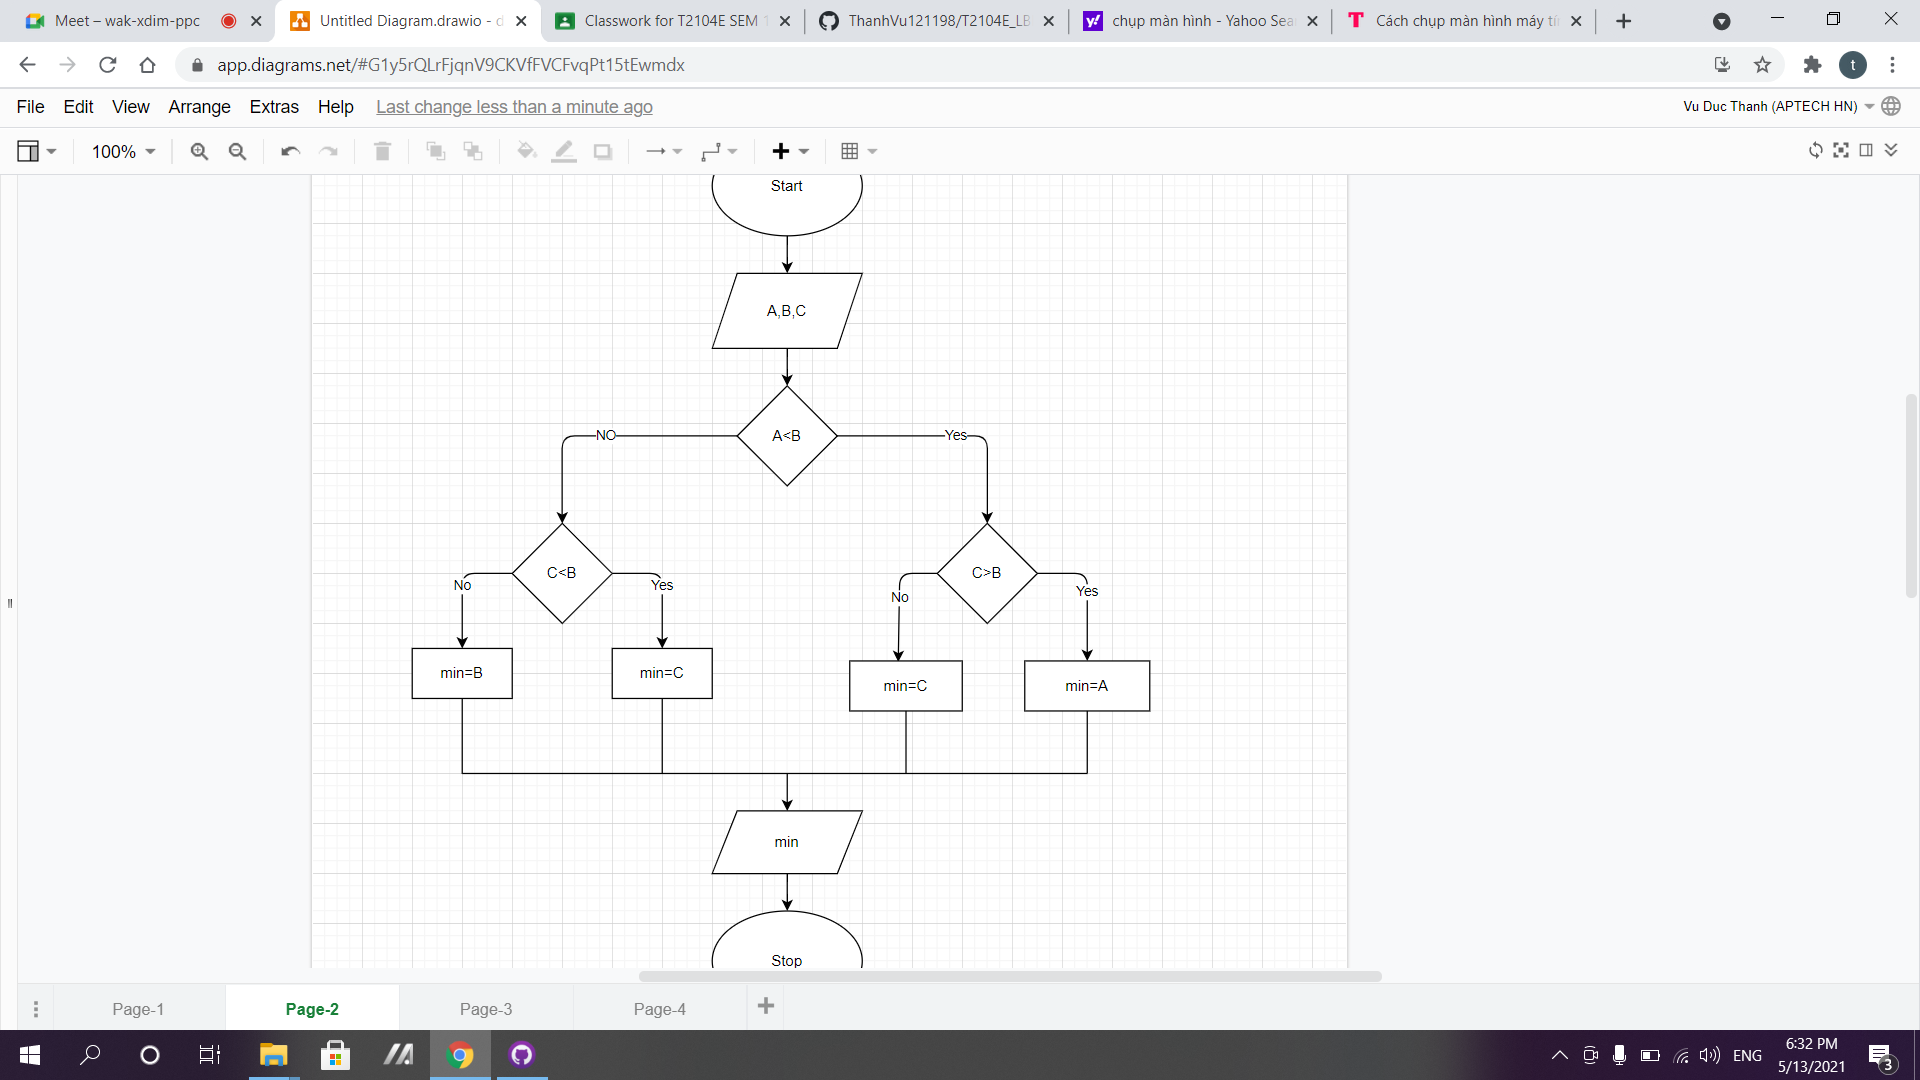 Meet – wak-xdim-ppc
Untitled Diagram.drawio - d
Classwork for T2104E SEM 1
ThanhVu121198/T2104E_LB
chụp màn hình - Yahoo Sea
Cách chụp màn hình máy tí
app.diagrams.net/#G1y5rQLrFjqnV9CKVfFVCFvqPt15tEwmdx
t
File Edit View Arrange Extras Help Last change less than a minute ago
Vu Duc Thanh (APTECH HN)
100%
Start
A,B,C
NO A<B Yes
C<B C>B
No Yes No Yes
min=B min=C min=C min=A
min
Stop
Page-1 Page-2 Page-3 Page-4
ENG
6:32 PM
5/13/2021
3